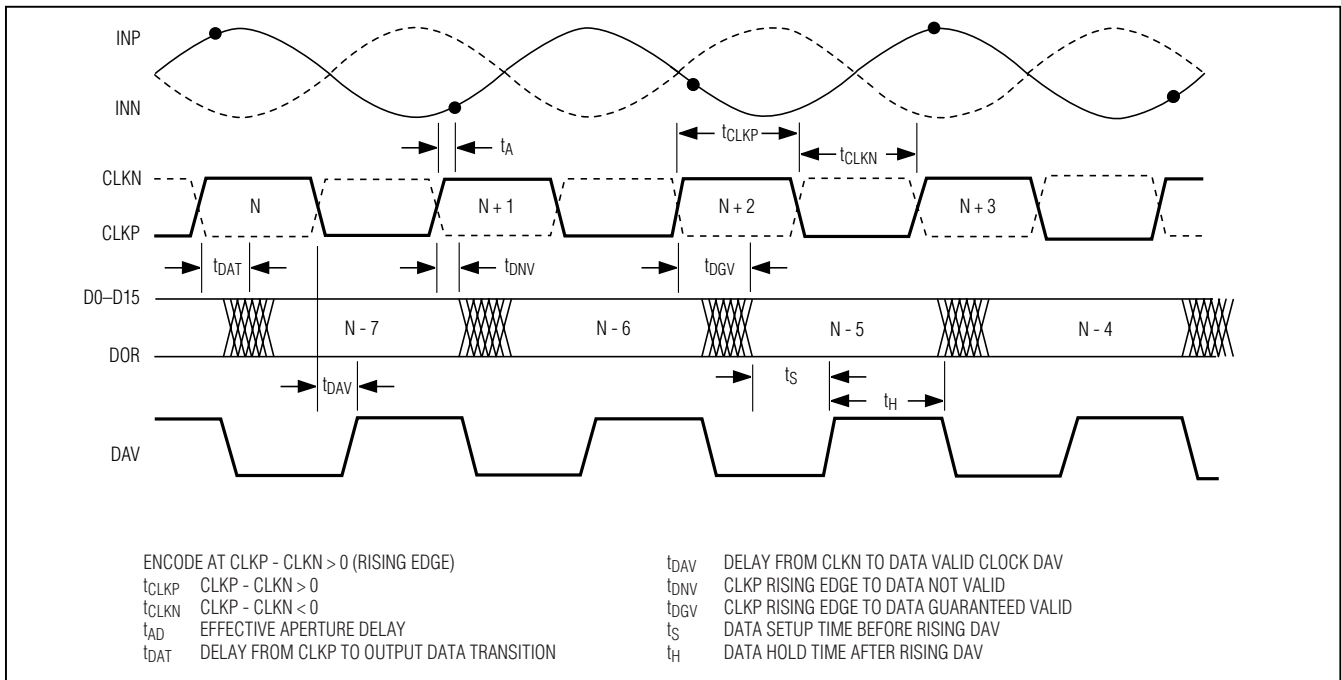 INP
INN
tA
tCLKP
tCLKN
CLKN
N
N + 1
N + 2
N + 3
CLKP
tDAT
tDNV
tDGV
D0–D15
N - 7
N - 6
N - 5
N - 4
DOR
tDAV
tS
tH
DAV
ENCODE AT CLKP - CLKN > 0 (RISING EDGE)
tCLKP CLKP - CLKN > 0
tCLKN CLKP - CLKN < 0
tAD EFFECTIVE APERTURE DELAY
tDAT DELAY FROM CLKP TO OUTPUT DATA TRANSITION
tDAV DELAY FROM CLKN TO DATA VALID CLOCK DAV
tDNV CLKP RISING EDGE TO DATA NOT VALID
tDGV CLKP RISING EDGE TO DATA GUARANTEED VALID
tS DATA SETUP TIME BEFORE RISING DAV
tH DATA HOLD TIME AFTER RISING DAV